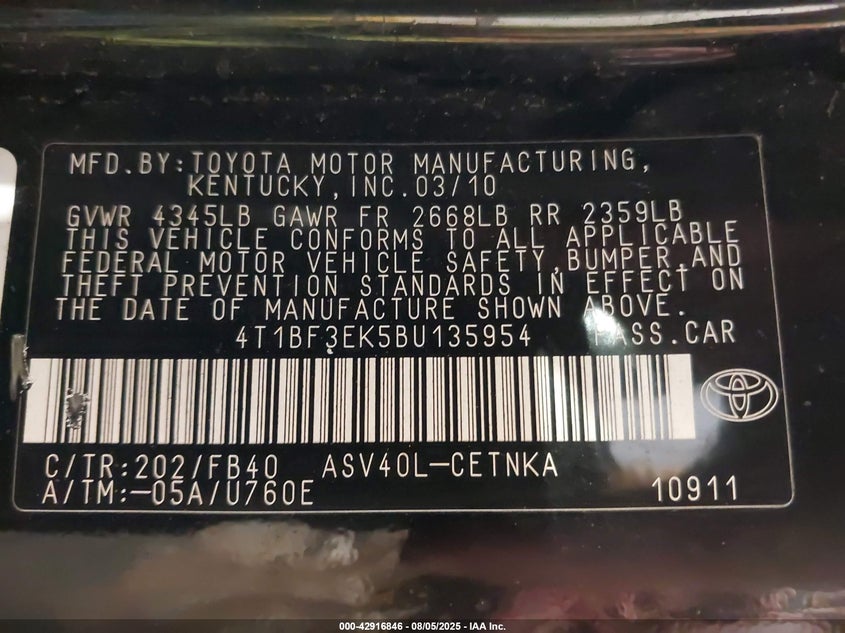 MFD.BY:TOYOTA MOTOR MANUFACTURING,
KENTUCKY,INC.03/10
GVWR 4345LB GAWR FR 2668LB RR 2359LB
THIS VEHICLE CONFORMS TO ALL APPLICABLE
FEDERAL MOTOR VEHICLE SAFETY,BUMPER,AND
THEFT PREVENTION STANDARDS IN EFFECT ON
THE DATE OF MANUFACTURE SHOWN ABOVE.
4T1BF3EK5BU135954 PASS.CAR
C/TR:202/FB40 ASV40L-CETNKA
A/TM:-05A/U760E 10911
000-42916846 - 08/05/2025 - IAA Inc.